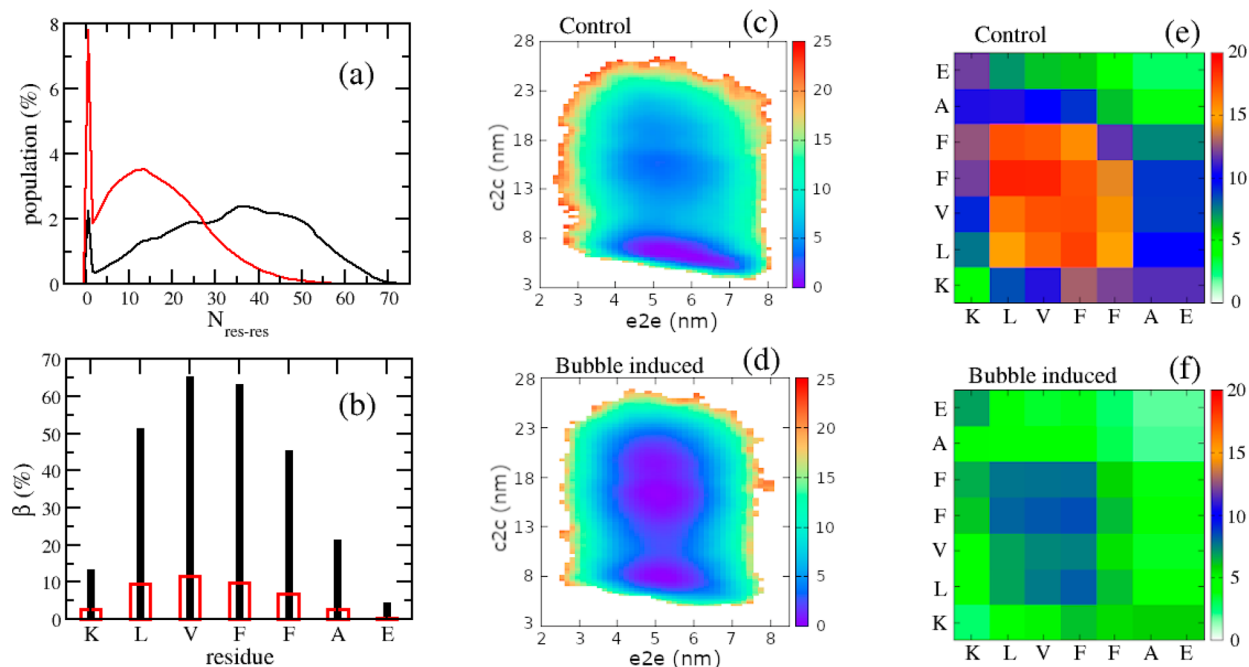 (a)
population (%)
8
6
4
2
0
0 10 20 30 40 50 60 70
N res-res
(b)
β (%)
70
60
50
40
30
20
10
0
K L V F F A E
residue
Control
(c)
c2c (nm)
28
23
18
13
8
3
2 3 4 5 6 7 8
e2e (nm)
25
20
15
10
5
0
Bubble induced
(d)
c2c (nm)
28
23
18
13
8
3
2 3 4 5 6 7 8
e2e (nm)
25
20
15
10
5
0
Control
(e)
E
A
F
F
V
L
K
K L V F F A E
20
15
10
5
0
Bubble induced
(f)
E
A
F
F
V
L
K
K L V F F A E
20
15
10
5
0